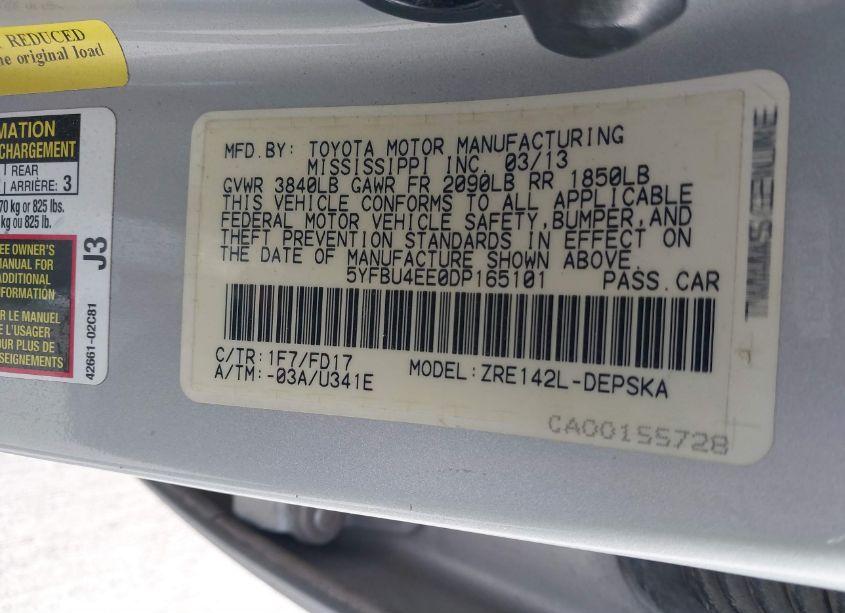 REDUCED
e original load
MATION
CHARGEMENT
REAR
ARRIÈRE: 3
70 kg or 825 lbs.
kg ou 825 lb.
EE OWNER'S
MANUAL FOR
ADDITIONAL
NFORMATION
R LE MANUEL
L'USAGER
OUR PLUS DE
SEIGNEMENTS
J3
42661-02C81
MFD.BY: TOYOTA MOTOR MANUFACTURING
MISSISSIPPI INC. 03/13
GVWR 3840LB GAWR FR 2090LB RR 1850LB
THIS VEHICLE CONFORMS TO ALL APPLICABLE
FEDERAL MOTOR VEHICLE SAFETY,BUMPER,AND
THEFT PREVENTION STANDARDS IN EFFECT ON
THE DATE OF MANUFACTURE SHOWN ABOVE.
5YFBU4EE0DP165101 PASS.CAR
C/TR:1F7/FD17
A/TM:-03A/U341E
MODEL:ZRE142L-DEPSKA
CA00155728